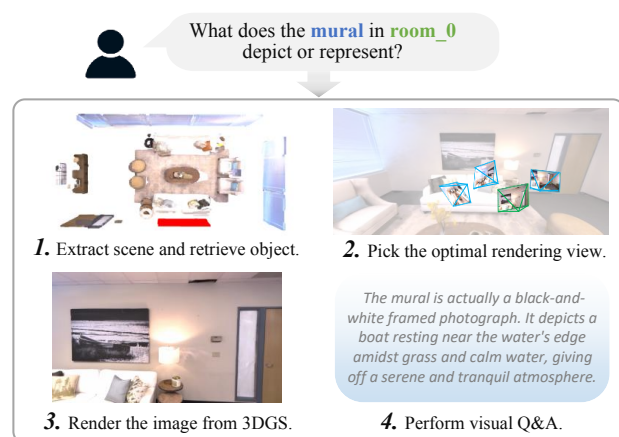 What does the mural in room_0
depict or represent?
1. Extract scene and retrieve object.
2. Pick the optimal rendering view.
The mural is actually a black-and-
white framed photograph. It depicts a
boat resting near the water's edge
amidst grass and calm water, giving
off a serene and tranquil atmosphere.
3. Render the image from 3DGS.
4. Perform visual Q&A.